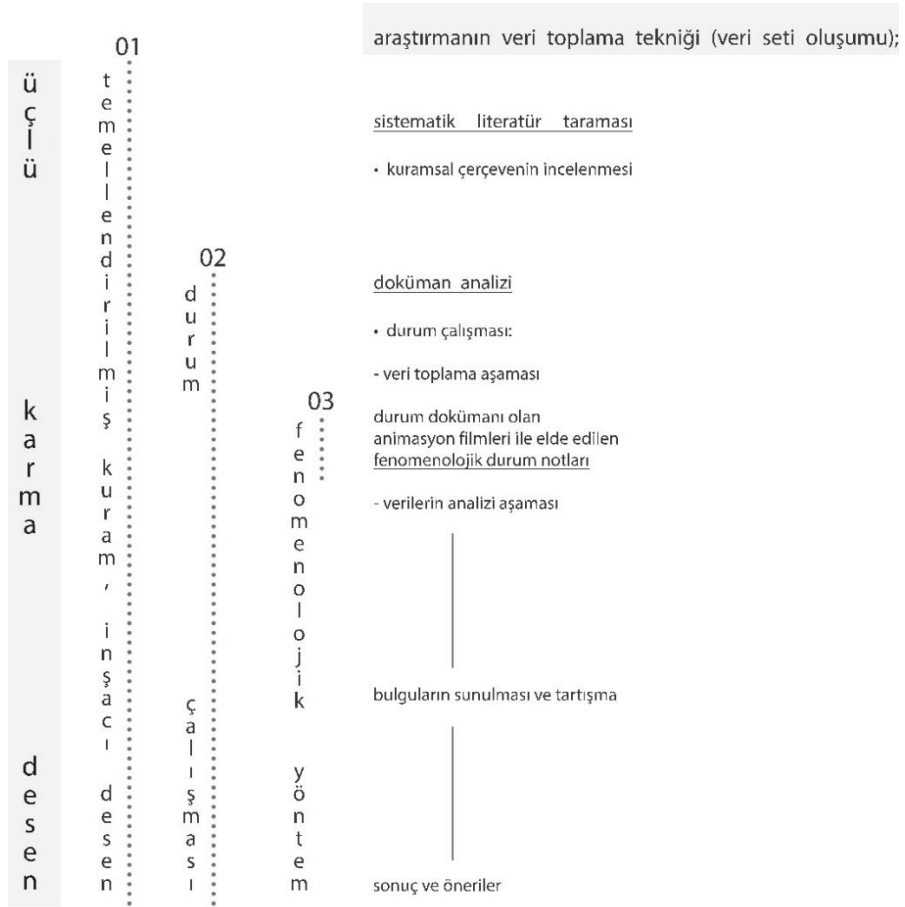 araştırmanın veri toplama tekniği (veri seti oluşumu);
üçlü karma desen
01
temellendirilmiş kuram, inşacı desen
02
durum çalışması
03
fenomenolojik yöntem
sistematik literatür taraması
• kuramsal çerçevenin incelenmesi
doküman analizi
• durum çalışması:
- veri toplama aşaması
durum dokümanı olan
animasyon filmleri ile elde edilen
fenomenolojik durum notları
- verilerin analizi aşaması
bulguların sunulması ve tartışma
sonuç ve öneriler